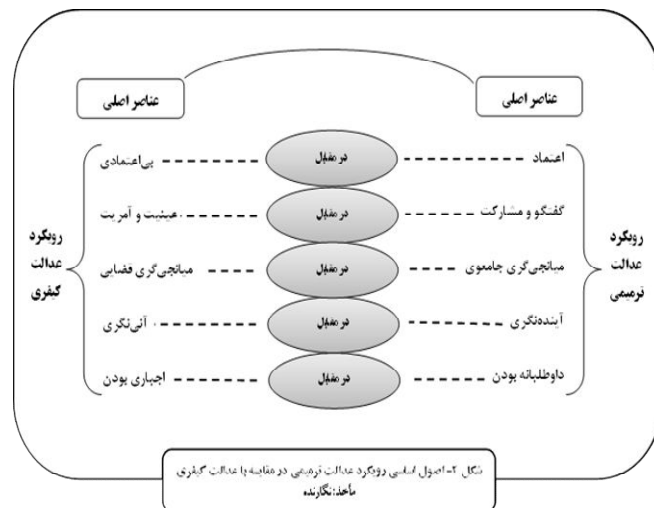 عناصر اصلی
عناصر اصلی
اعتماد در مقابل بی‌اعتمادی
گفتگو و مشارکت در مقابل عینیت و آمریت
میانجی‌گری جامعوی در مقابل میانجی‌گری قضایی
آینده‌نگری در مقابل آنی‌نگری
داوطلبانه بودن در مقابل اجباری بودن
رویکرد
عدالت
ترمیمی
رویکرد
عدالت
کیفری
شکل ۲- اصول اساسی رویکرد عدالت ترمیمی در مقایسه با عدالت کیفری
مأخذ:نگارنده